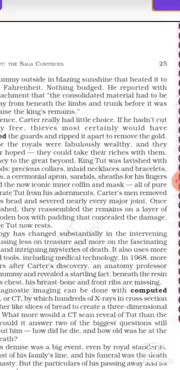 T: THE SAGA CONTINUES 25
ummy outside in blazing sunshine that heated it to
Fahrenheit. Nothing budged. He reported with
achment that "the consolidated material had to be
ay from beneath the limbs and trunk before it was
aise the king's remains."
ence, Carter really had little choice. If he hadn't cut
y free, thieves most certainly would have
ed the guards and ripped it apart to remove the gold.
e the royals were fabulously wealthy, and they
r hoped — they could take their riches with them.
ey to the great beyond. King Tut was lavished with
ds: precious collars, inlaid necklaces and bracelets,
s, a ceremonial apron, sandals, sheaths for his fingers
d the now iconic inner coffin and mask — all of pure
rate Tut from his adornments, Carter's men removed
s head and severed nearly every major joint. Once
ished, they reassembled the remains on a layer of
ooden box with padding that concealed the damage,
re Tut now rests.
logy has changed substantially in the intervening
using less on treasure and more on the fascinating
and intriguing mysteries of death. It also uses more
d tools, including medical technology. In 1968, more
rs after Carter's discovery, an anatomy professor
mummy and revealed a startling fact: beneath the resin
s chest, his breast-bone and front ribs are missing.
agnostic imaging can be done with computed
, or CT, by which hundreds of X-rays in cross section
her like slices of bread to create a three-dimensional
What more would a CT scan reveal of Tut than the
could it answer two of the biggest questions still
out him — how did he die, and how old was he at the
eath?
emise was a big event, even by royal standards.
ast of his family's line, and his funeral was the death
nasty. But the particulars of his passing away and its